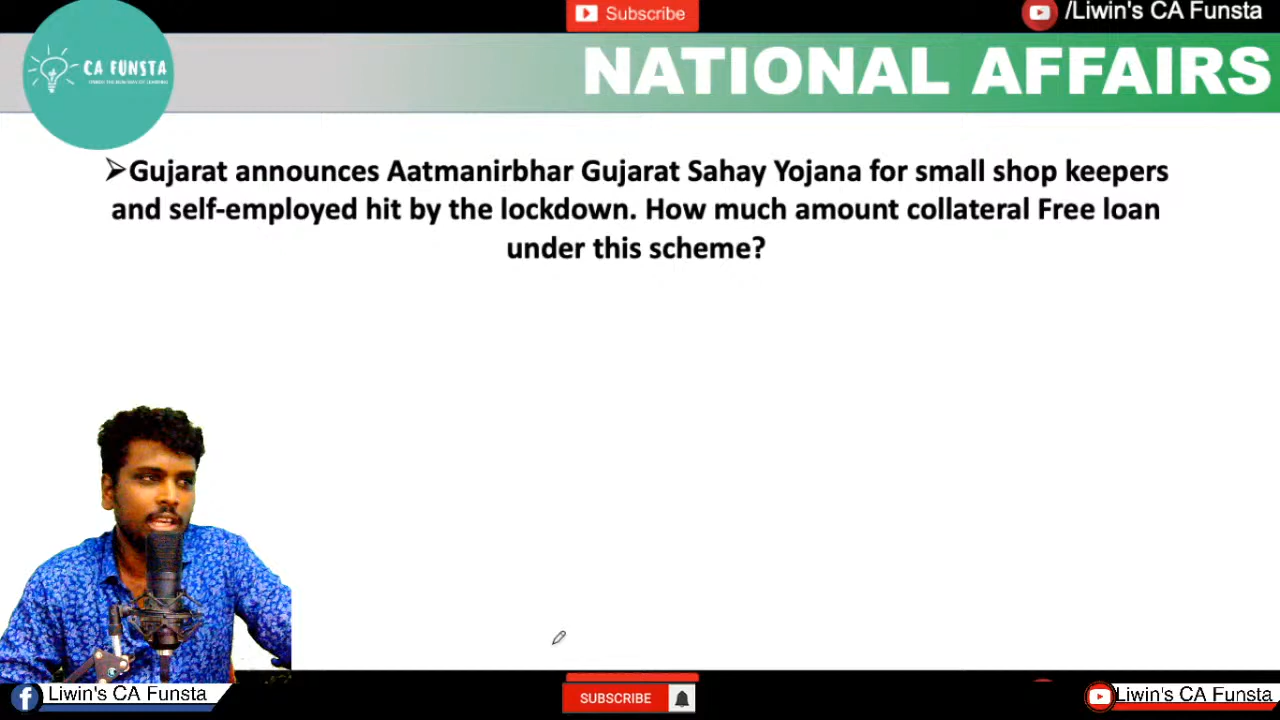 Subscribe
/Liwin's CA Funsta
CA FUNSTA
NATIONAL AFFAIRS
➢Gujarat announces Aatmanirbhar Gujarat Sahay Yojana for small shop keepers
and self-employed hit by the lockdown. How much amount collateral Free loan
under this scheme?
Liwin's CA Funsta
SUBSCRIBE
Liwin's CA Funsta